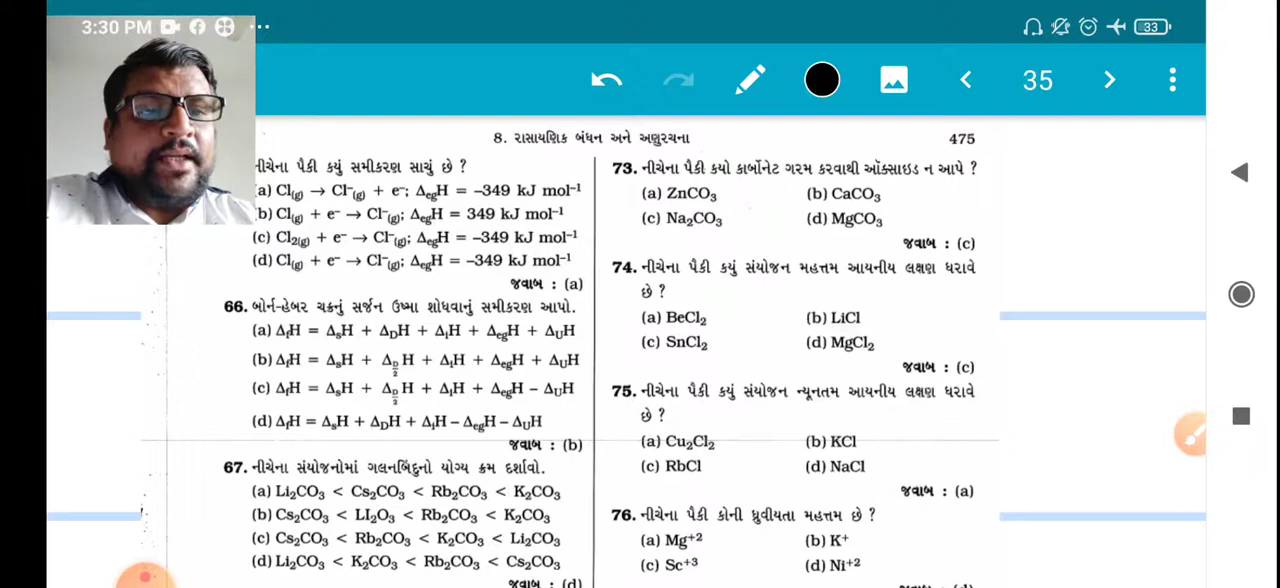 3:30 PM
33
35
8. રાસાયણિક બંધન અને અણુરચના
475
નીચેના પૈકી કયું સમીકરણ સાચું છે ?
(a) Cl(g) → Cl⁻(g) + e⁻; ΔegH = –349 kJ mol⁻¹
(b) Cl(g) + e⁻ → Cl⁻(g); ΔegH = 349 kJ mol⁻¹
(c) Cl2(g) + e⁻ → Cl⁻(g); ΔegH = –349 kJ mol⁻¹
(d) Cl(g) + e⁻ → Cl⁻(g); ΔegH = –349 kJ mol⁻¹
જવાબ : (a)
66. બોર્ન-હેબર ચક્રનું સર્જન ઉષ્મા શોધવાનું સમીકરણ આપો.
(a) ΔfH = ΔsH + ΔDH + ΔiH + ΔegH + ΔUH
(b) ΔfH = ΔsH + ΔD/2 H + ΔiH + ΔegH + ΔUH
(c) ΔfH = ΔsH + ΔD/2 H + ΔiH + ΔegH – ΔUH
(d) ΔfH = ΔsH + ΔDH + ΔiH – ΔegH – ΔUH
જવાબ : (b)
67. નીચેના સંયોજનોમાં ગલનબિંદુનો યોગ્ય ક્રમ દર્શાવો.
(a) Li₂CO₃ < Cs₂CO₃ < Rb₂CO₃ < K₂CO₃
(b) Cs₂CO₃ < LI₂O₃ < Rb₂CO₃ < K₂CO₃
(c) Cs₂CO₃ < Rb₂CO₃ < K₂CO₃ < Li₂CO₃
(d) Li₂CO₃ < K₂CO₃ < Rb₂CO₃ < Cs₂CO₃
જવાબ : (d)
73. નીચેના પૈકી કયો કાર્બોનેટ ગરમ કરવાથી ઑક્સાઇડ ન આપે ?
(a) ZnCO₃ (b) CaCO₃
(c) Na₂CO₃ (d) MgCO₃
જવાબ : (c)
74. નીચેના પૈકી કયું સંયોજન મહત્તમ આયનીય લક્ષણ ધરાવે
છે ?
(a) BeCl₂ (b) LiCl
(c) SnCl₂ (d) MgCl₂
જવાબ : (c)
75. નીચેના પૈકી કયું સંયોજન ન્યૂનતમ આયનીય લક્ષણ ધરાવે
છે ?
(a) Cu₂Cl₂ (b) KCl
(c) RbCl (d) NaCl
જવાબ : (a)
76. નીચેના પૈકી કોની ધ્રુવીયતા મહત્તમ છે ?
(a) Mg⁺² (b) K⁺
(c) Sc⁺³ (d) Ni⁺²